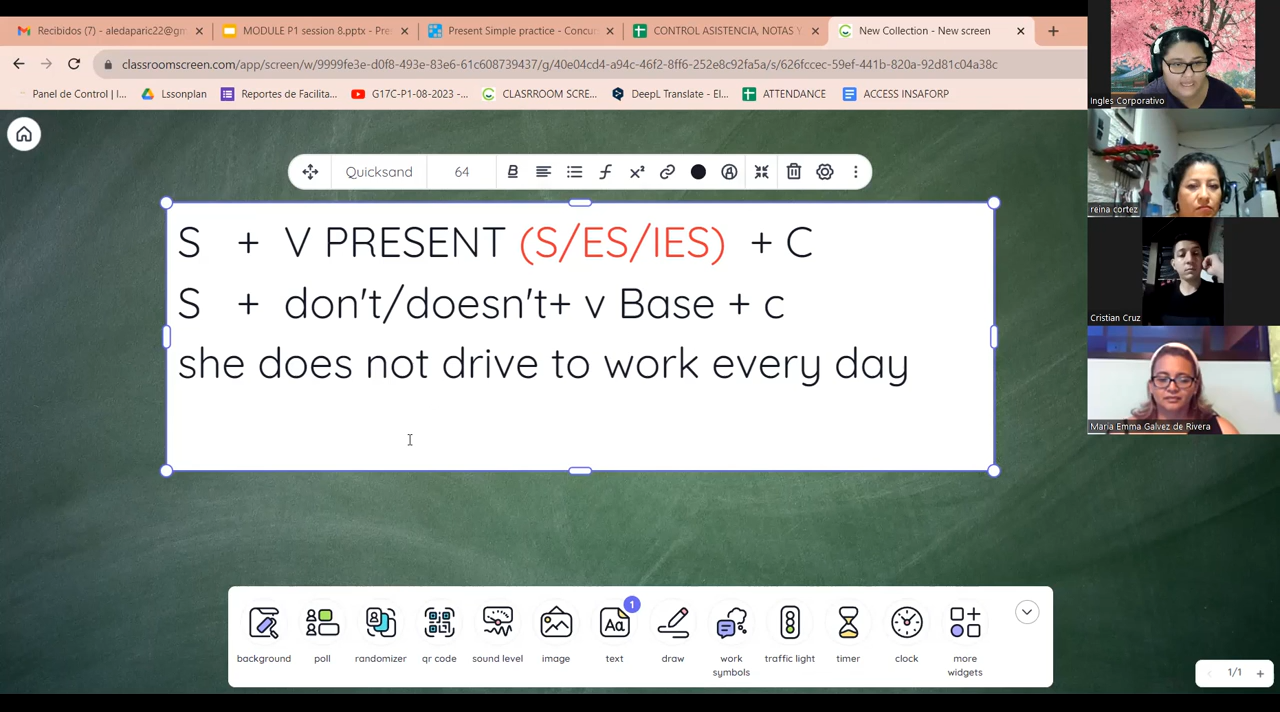 Recibidos (7) - aledaparic22@gm
MODULE P1 session 8.pptx - Pre
Present Simple practice - Concu
CONTROL ASISTENCIA, NOTAS Y
New Collection - New screen
classroomscreen.com/app/screen/w/9999fe3e-d0f8-493e-83e6-61c608739437/g/40e04cd4-a94c-46f2-8ff6-252e8c92fa5a/s/626fccec-59ef-441b-820a-92d81c04a38c
Panel de Control | I...
Lssonplan
Reportes de Facilita...
G17C-P1-08-2023 -...
CLASRROOM SCRE...
DeepL Translate - El...
ATTENDANCE
ACCESS INSAFORP
Quicksand
64
S + V PRESENT (S/ES/IES) + C
S + don't/doesn't+ v Base + c
she does not drive to work every day
Ingles Corporativo
reina cortez
Cristian Cruz
Maria Emma Galvez de Rivera
1
Aa
background
poll
randomizer
qr code
sound level
image
text
draw
work
symbols
traffic light
timer
clock
more
widgets
1/1